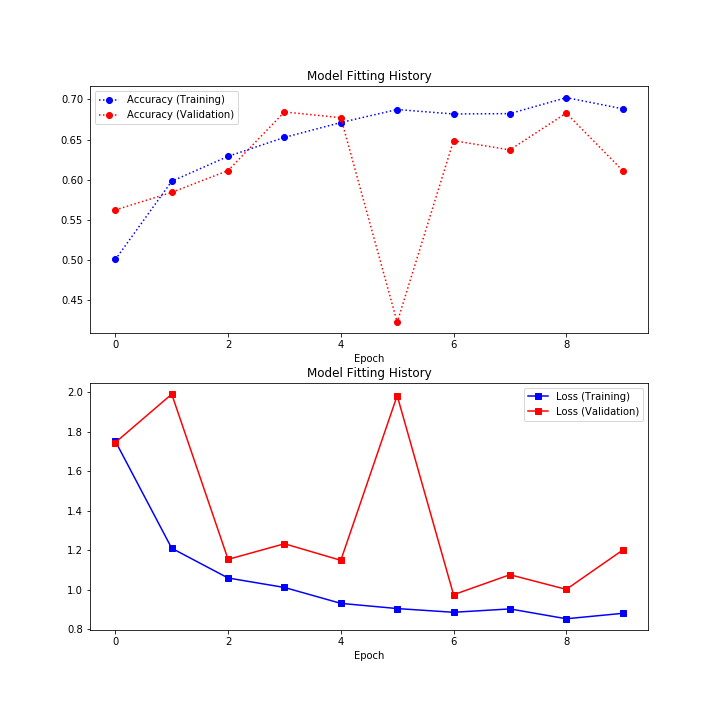 Model Fitting History
Accuracy (Training)
Accuracy (Validation)
0.70
0.65
0.60
0.55
0.50
0.45
0 2 4 6 8
Epoch
Model Fitting History
Loss (Training)
Loss (Validation)
2.0
1.8
1.6
1.4
1.2
1.0
0.8
0 2 4 6 8
Epoch